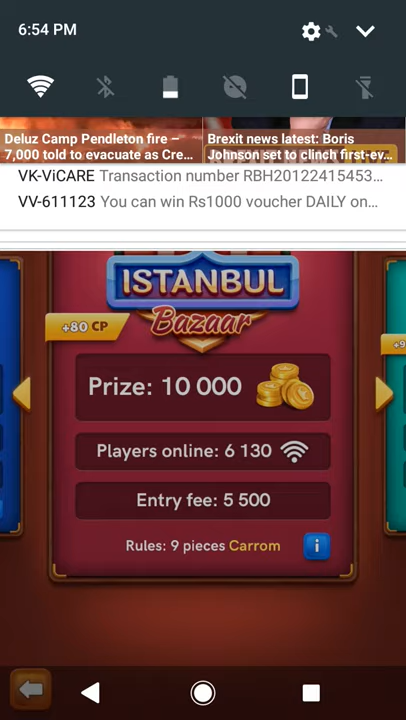 6:54 PM
Deluz Camp Pendleton fire –
7,000 told to evacuate as Cre...
Brexit news latest: Boris
Johnson set to clinch first-ev...
VK-ViCARE Transaction number RBH20122415453...
VV-611123 You can win Rs1000 voucher DAILY on...
ISTANBUL
Bazaar
+80 CP
Prize: 10 000
+9
Players online: 6 130
Entry fee: 5 500
Rules: 9 pieces Carrom
i